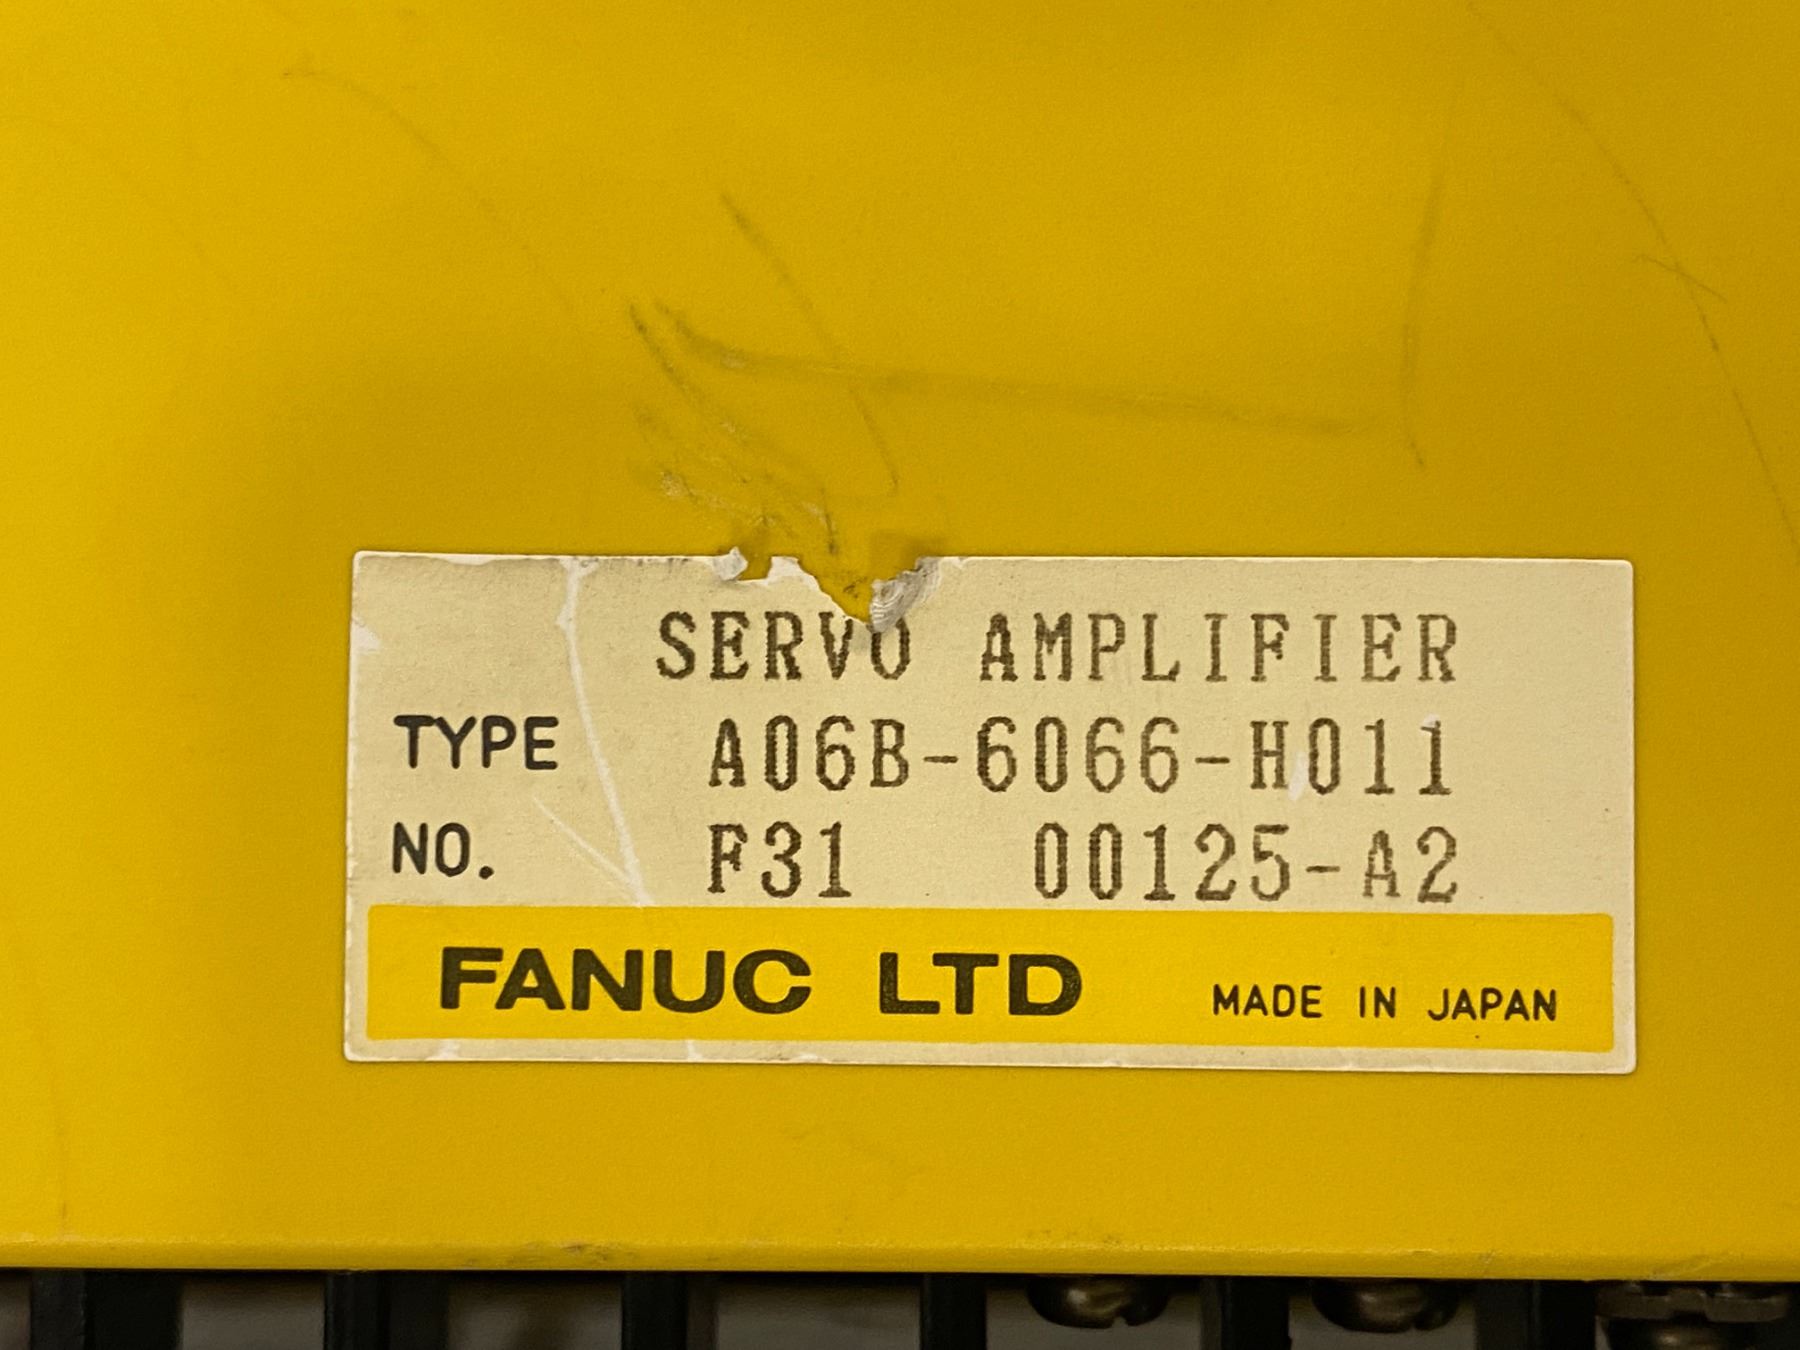 SERVO AMPLIFIER
TYPE A06B-6066-H011
NO. F31 00125-A2
FANUC LTD MADE IN JAPAN